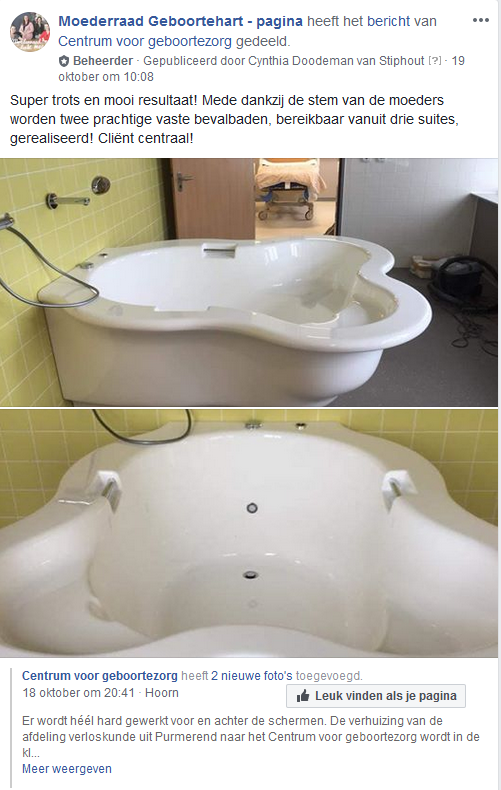 Moederraad Geboortehart - pagina heeft het bericht van
Centrum voor geboortezorg gedeeld.
Beheerder · Gepubliceerd door Cynthia Doodeman van Stiphout [?] · 19
oktober om 10:08
Super trots en mooi resultaat! Mede dankzij de stem van de moeders
worden twee prachtige vaste bevalbaden, bereikbaar vanuit drie suites,
gerealiseerd! Cliënt centraal!
Centrum voor geboortezorg heeft 2 nieuwe foto's toegevoegd.
18 oktober om 20:41 · Hoorn
Leuk vinden als je pagina
Er wordt héél hard gewerkt voor en achter de schermen. De verhuizing van de
afdeling verloskunde uit Purmerend naar het Centrum voor geboortezorg wordt in de
kl...
Meer weergeven